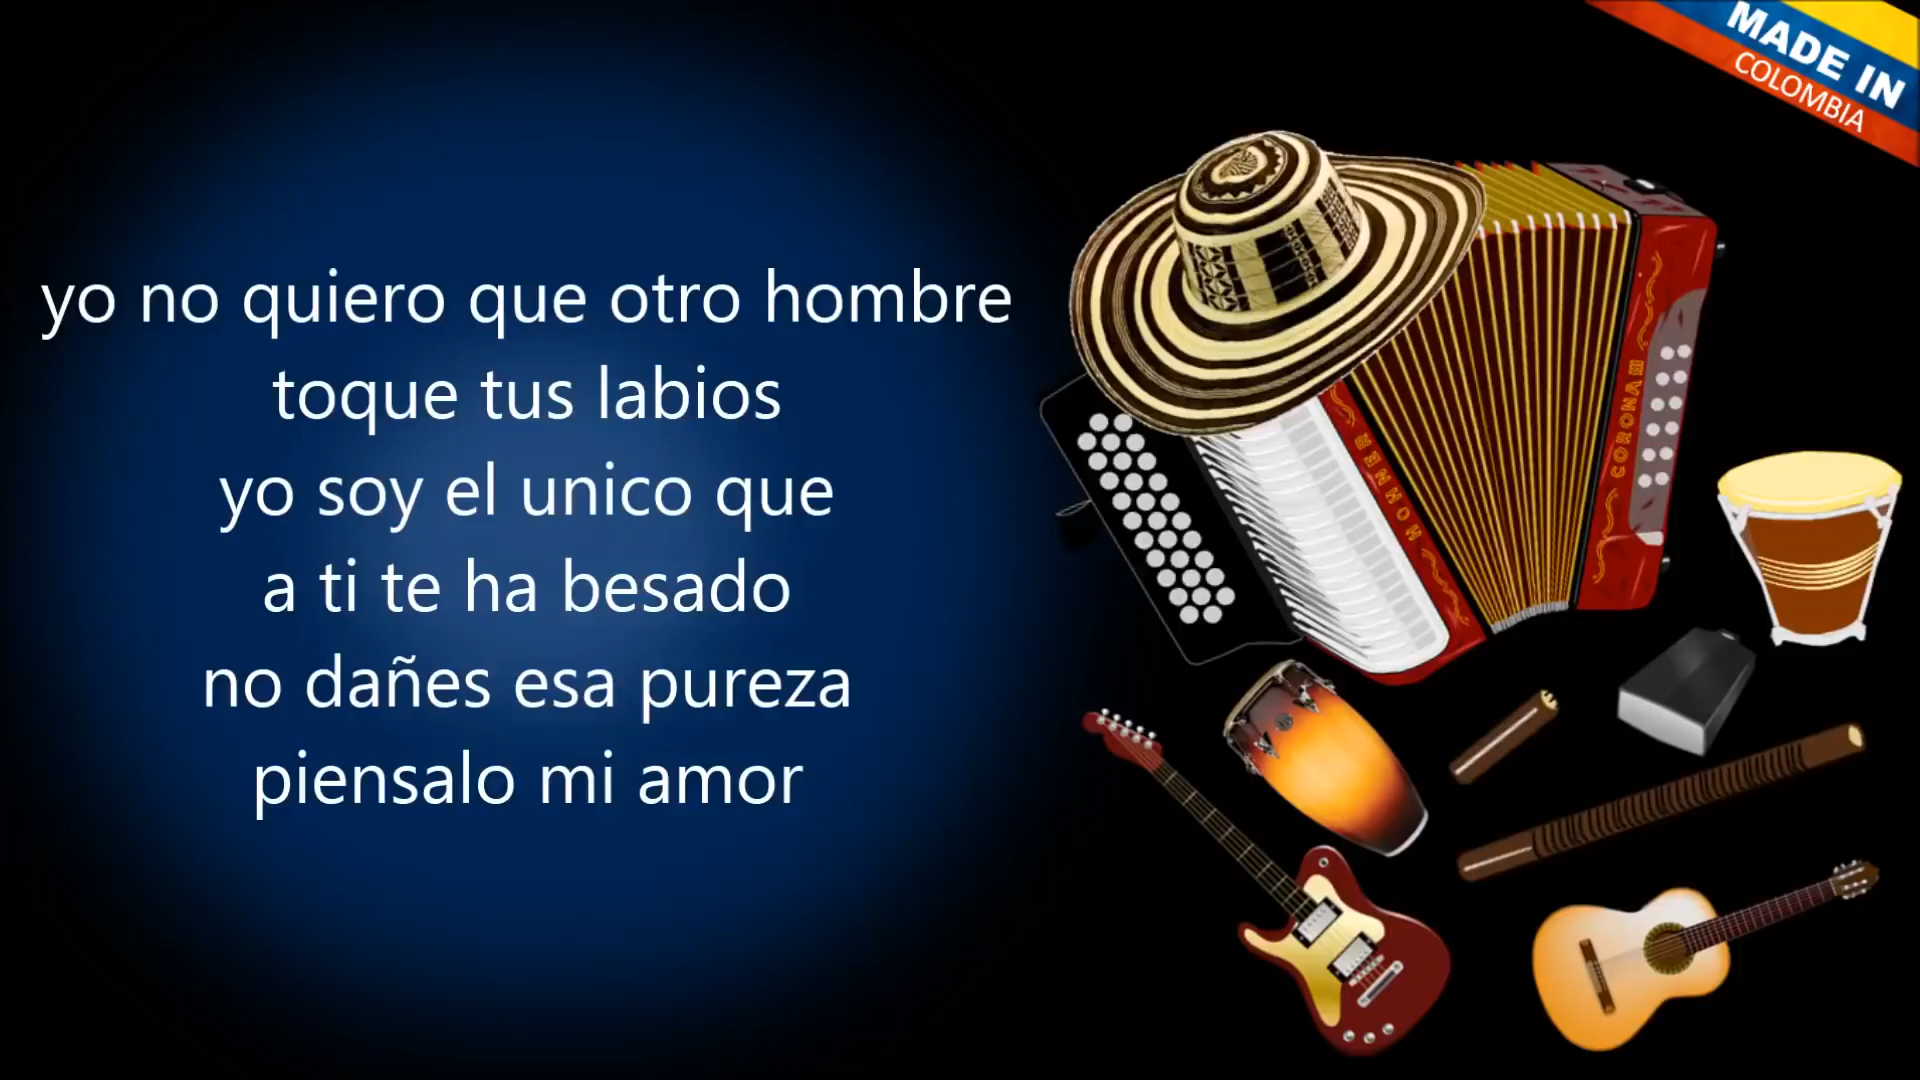 MADE IN
COLOMBIA
yo no quiero que otro hombre
toque tus labios
yo soy el unico que
a ti te ha besado
no dañes esa pureza
piensalo mi amor
HOHNER
CORONA III